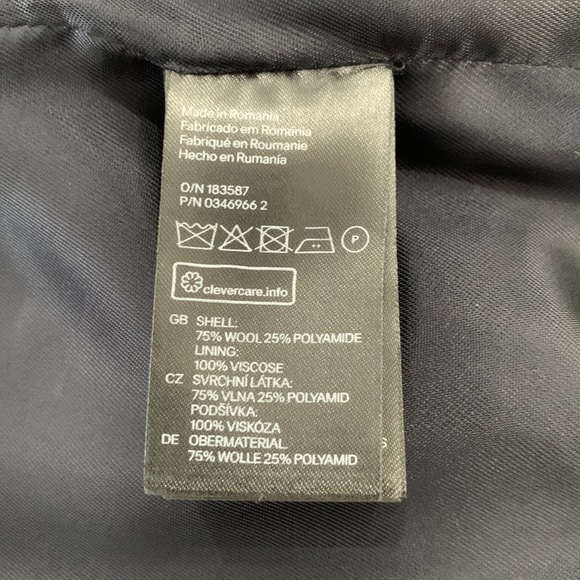 Made in Romania
Fabricado em Roménia
Fabriqué en Roumanie
Hecho en Rumanía
O/N 183587
P/N 0346966 2
P
clevercare.info
GB SHELL:
75% WOOL 25% POLYAMIDE
LINING:
100% VISCOSE
CZ SVRCHNÍ LÁTKA:
75% VLNA 25% POLYAMID
PODŠÍVKA:
100% VISKÓZA
DE OBERMATERIAL
75% WOLLE 25% POLYAMID